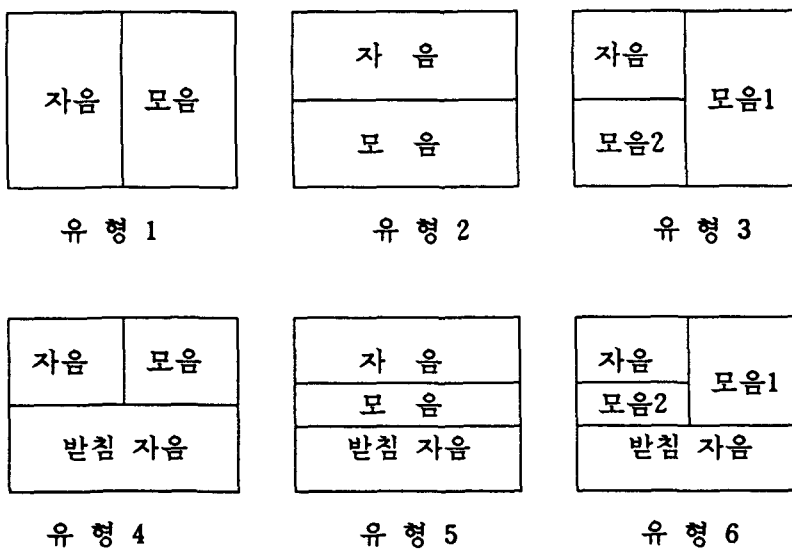 자음 모음 자 음 자음 모음1
모 음 모음2
유 형 1 유 형 2 유 형 3
자음 모음 자 음 자음 모음1
모 음 모음2
받침 자음 받침 자음 받침 자음
유 형 4 유 형 5 유 형 6